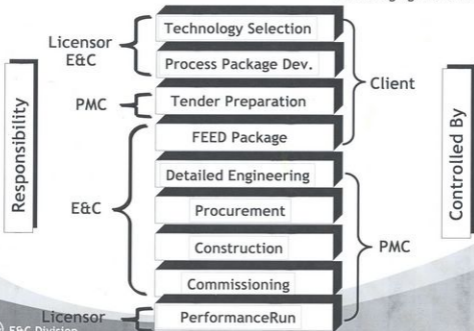 Technology Selection
Licensor
E&C
Process Package Dev.
Client
PMC
Tender Preparation
FEED Package
Responsibility
Controlled By
Detailed Engineering
E&C
Procurement
PMC
Construction
Commissioning
Licensor
PerformanceRun
E&C Division